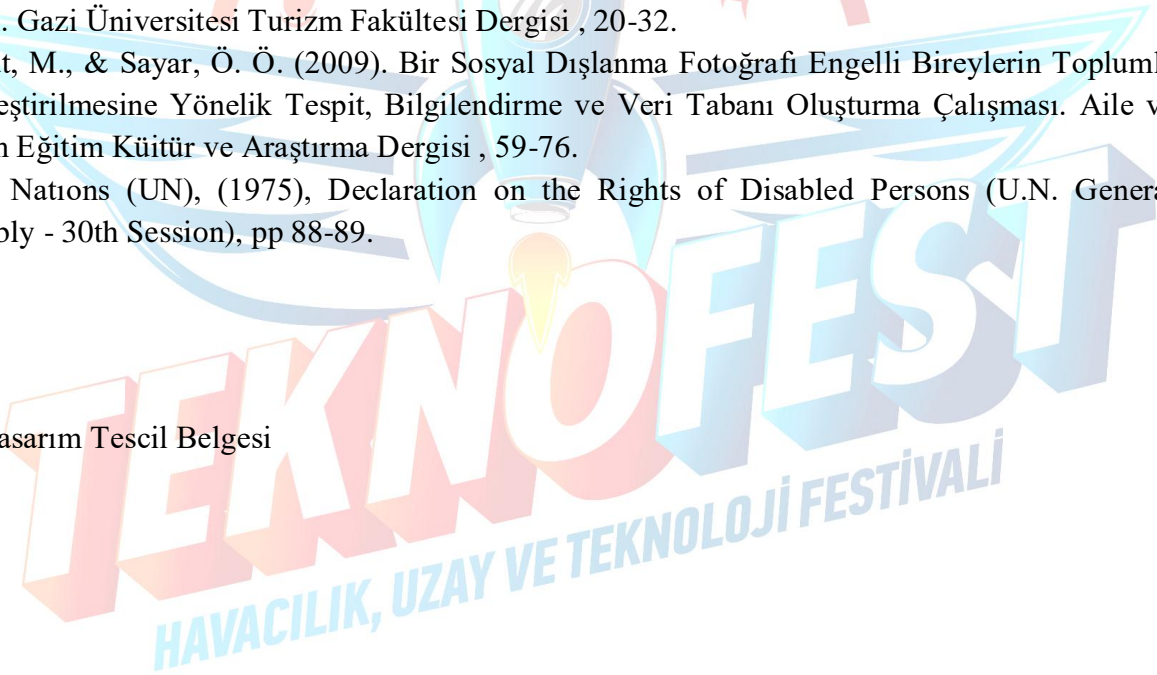 . Gazi Üniversitesi Turizm Fakültesi Dergisi , 20-32.
t, M., & Sayar, Ö. Ö. (2009). Bir Sosyal Dışlanma Fotoğrafi Engelli Bireylerin Topluml
eştirilmesine Yönelik Tespit, Bilgilendirme ve Veri Tabanı Oluşturma Çalışması. Aile v
n Eğitim Küitür ve Araştırma Dergisi , 59-76.
Natıons (UN), (1975), Declaration on the Rights of Disabled Persons (U.N. Genera
bly - 30th Session), pp 88-89.
asarım Tescil Belgesi
TEKNOFEST
HAVACILIK, UZAY VE TEKNOLOJİ FESTİVALİ